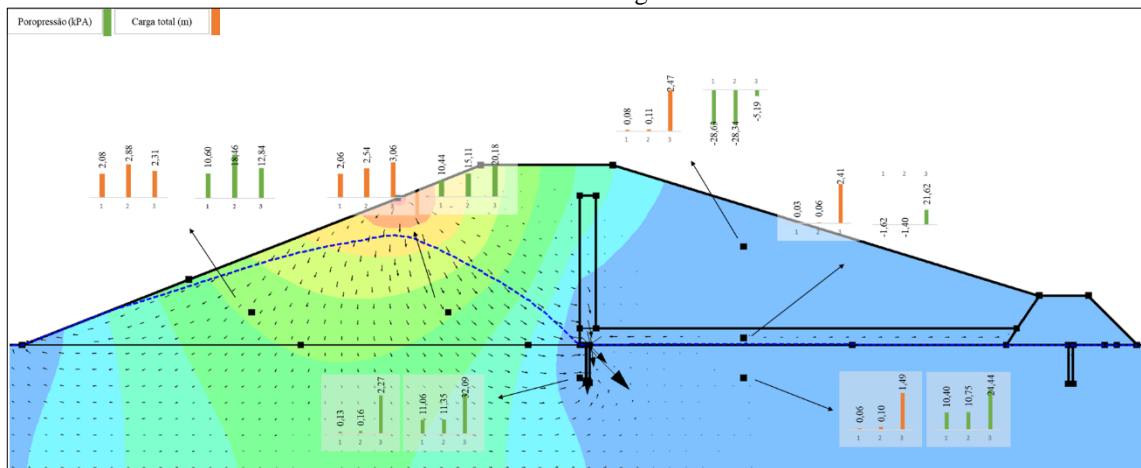 Poropressão (kPA)
Carga total (m)
2,08
2,88
2,31
1 2 3
10,60
18,46
12,84
1 2 3
2,06
2,54
3,06
1 2 3
10,44
15,11
20,18
1 2 3
0,08
0,11
2,47
1 2 3
1 2 3
-28,63
-28,34
-5,19
0,03
0,06
2,41
1 2 3
1 2 3
-1,62
-1,40
21,62
0,13
0,16
2,27
1 2 3
11,06
11,35
32,09
1 2 3
0,06
0,10
1,49
1 2 3
10,40
10,75
24,44
1 2 3